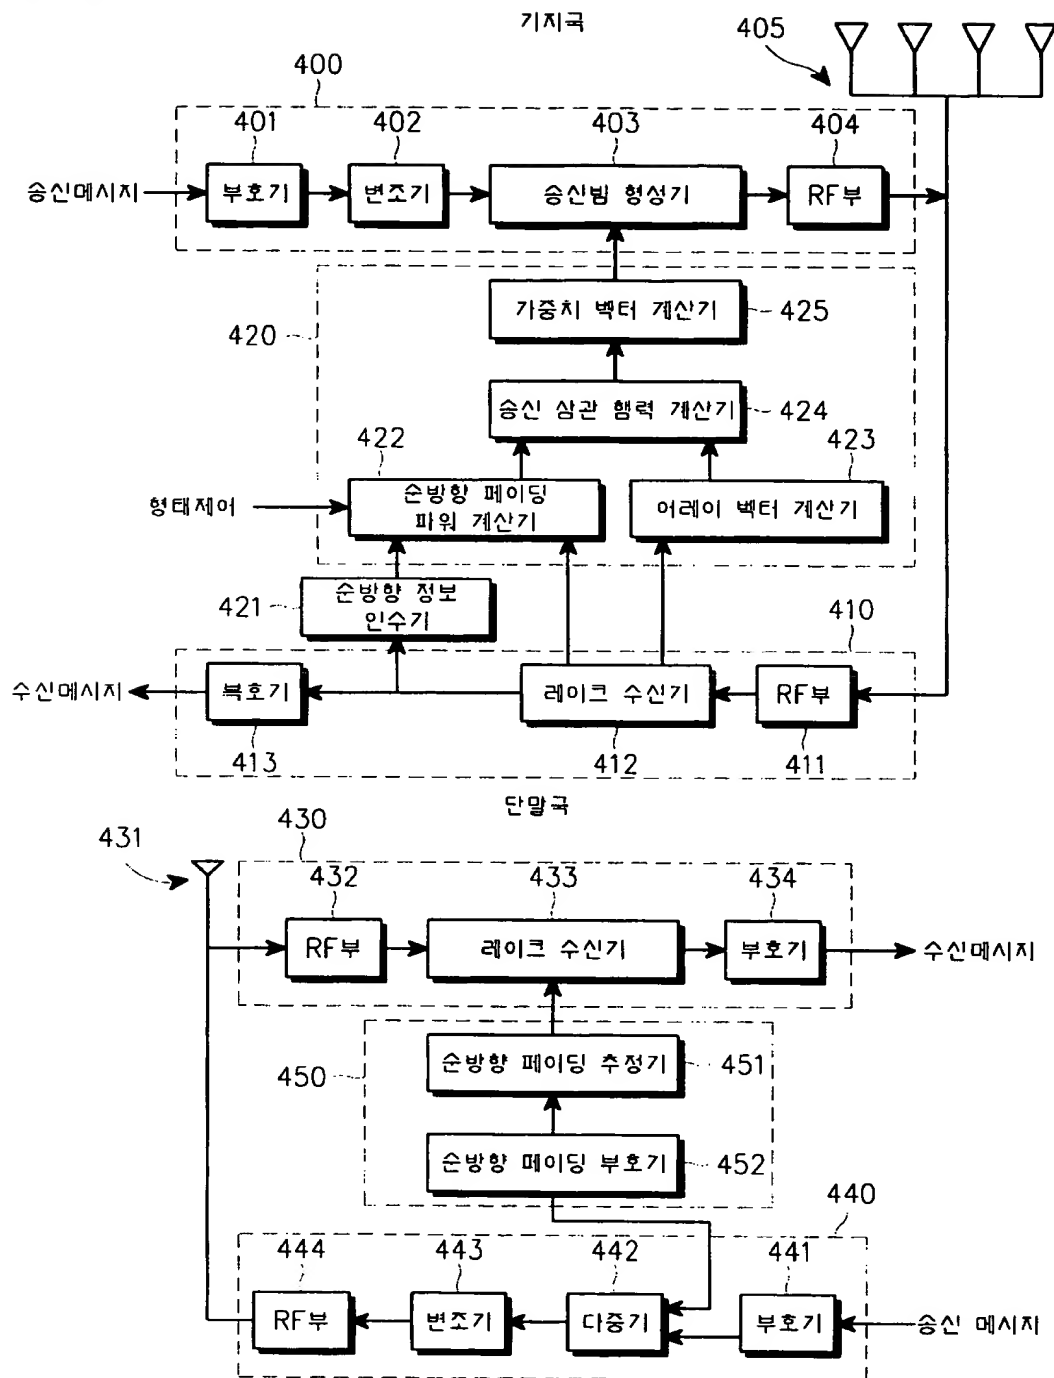 기지국
405
400
401
402
403
404
송신메시지
부호기
변조기
송신빔 형성기
RF부
가중치 벡터 계산기
425
420
송신 상관 행렬 계산기
424
422
423
형태제어
순방향 페이딩
파워 계산기
어레이 벡터 계산기
421
순방향 정보
인수기
410
수신메시지
복호기
레이크 수신기
RF부
413
412
411
단말국
431
430
432
433
434
RF부
레이크 수신기
부호기
수신메시지
450
순방향 페이딩 추정기
451
순방향 페이딩 부호기
452
440
444
443
442
441
RF부
변조기
다중기
부호기
송신 메시지